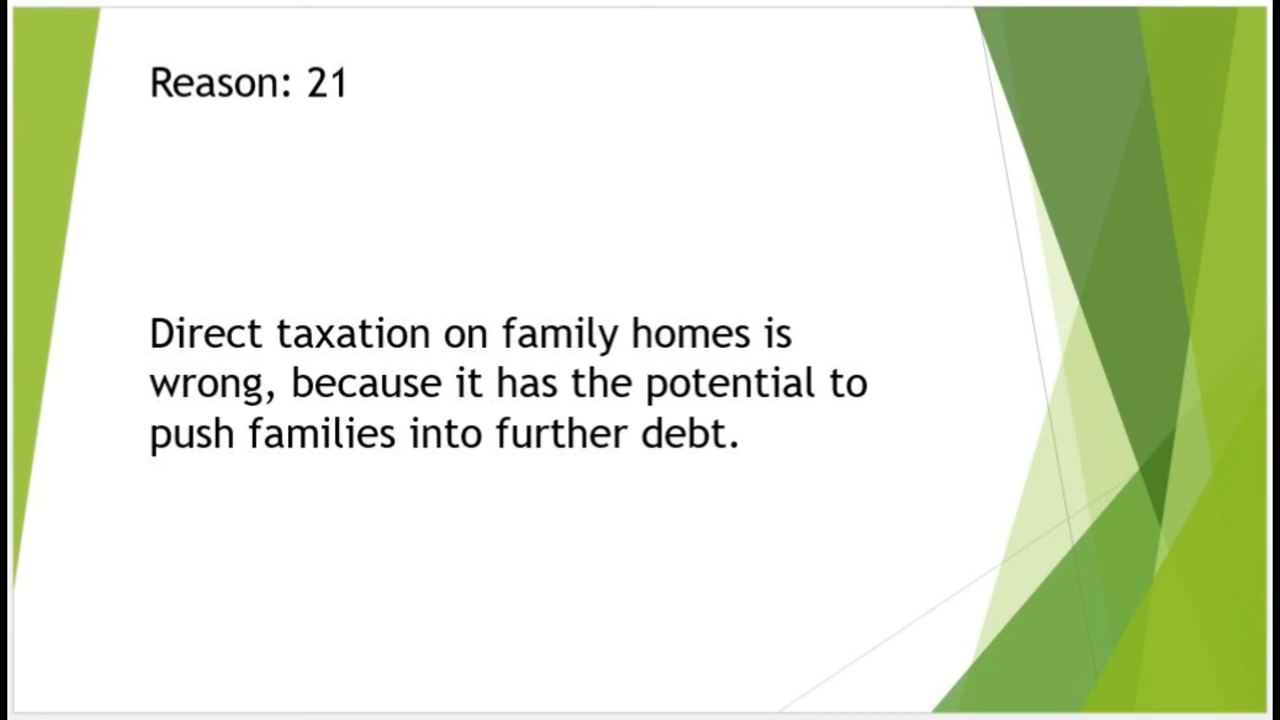 Reason: 21
Direct taxation on family homes is
wrong, because it has the potential to
push families into further debt.